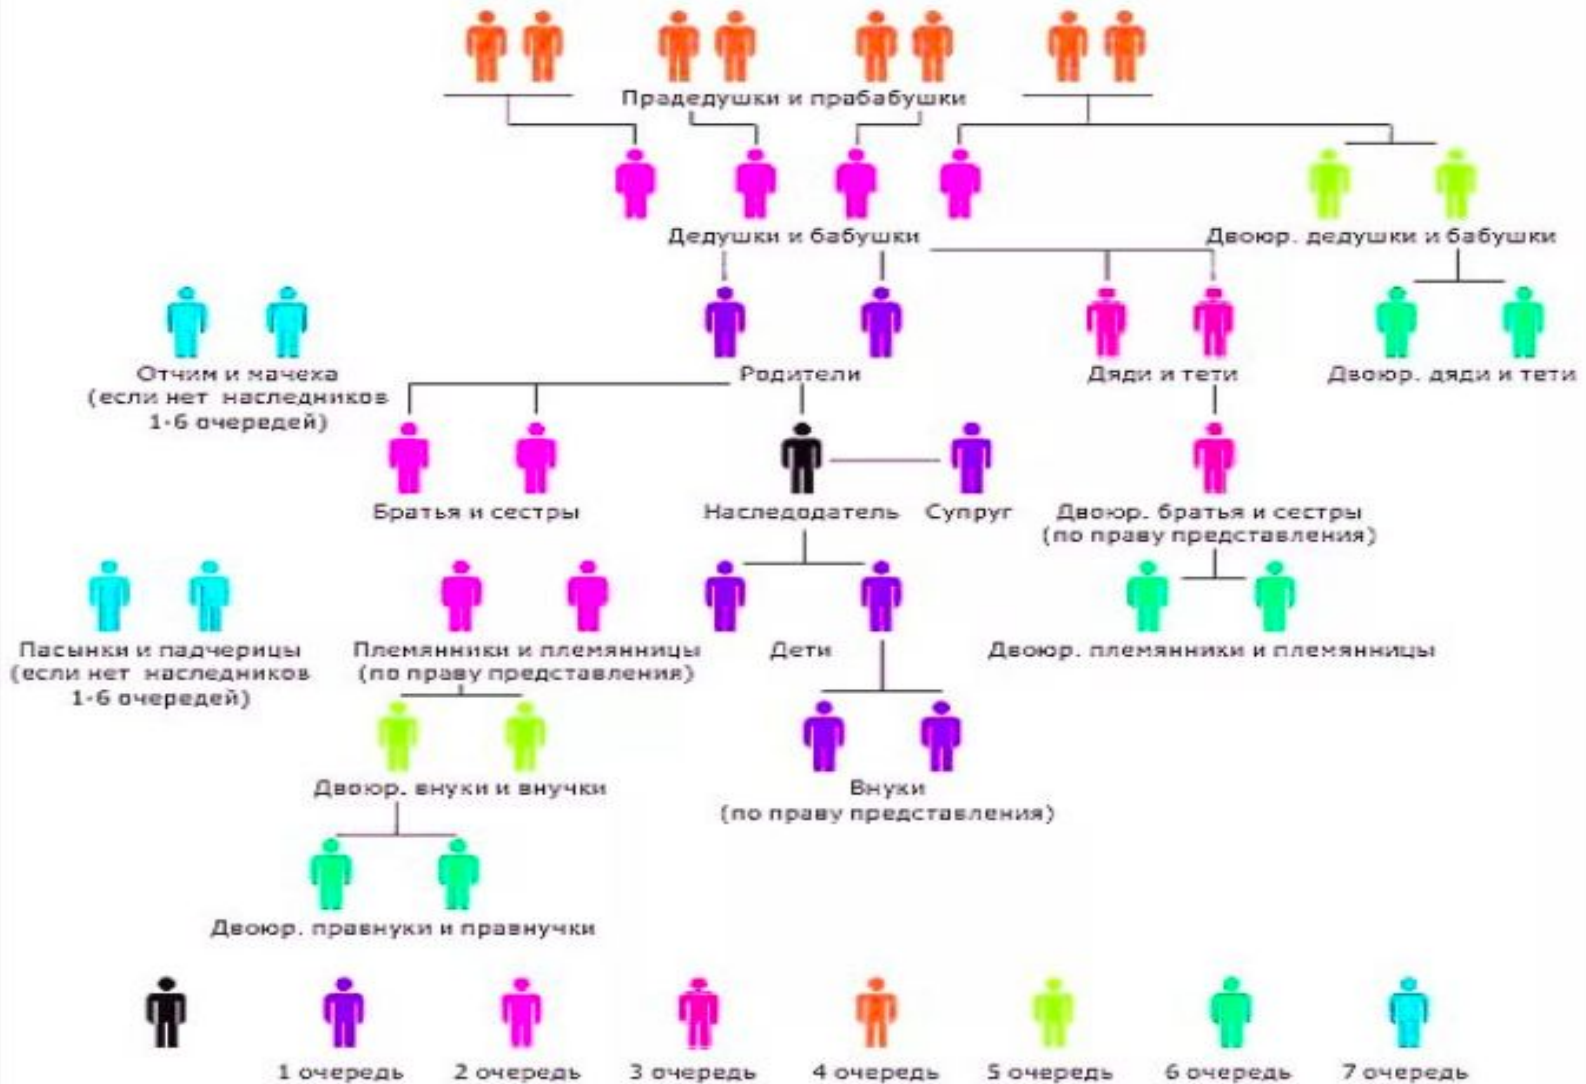 Прадедушки и прабабушки
Дедушки и бабушки
Двоюр. дедушки и бабушки
Отчим и мачеха
(если нет наследников
1-6 очередей)
Родители
Дяди и тети
Двоюр. дяди и тети
Братья и сестры
Наследодатель
Супруг
Двоюр. братья и сестры
(по праву представления)
Пасынки и падчерицы
(если нет наследников
1-6 очередей)
Племянники и племянницы
(по праву представления)
Дети
Двоюр. племянники и племянницы
Двоюр. внуки и внучки
Внуки
(по праву представления)
Двоюр. правнуки и правнучки
1 очередь
2 очередь
3 очередь
4 очередь
5 очередь
6 очередь
7 очередь